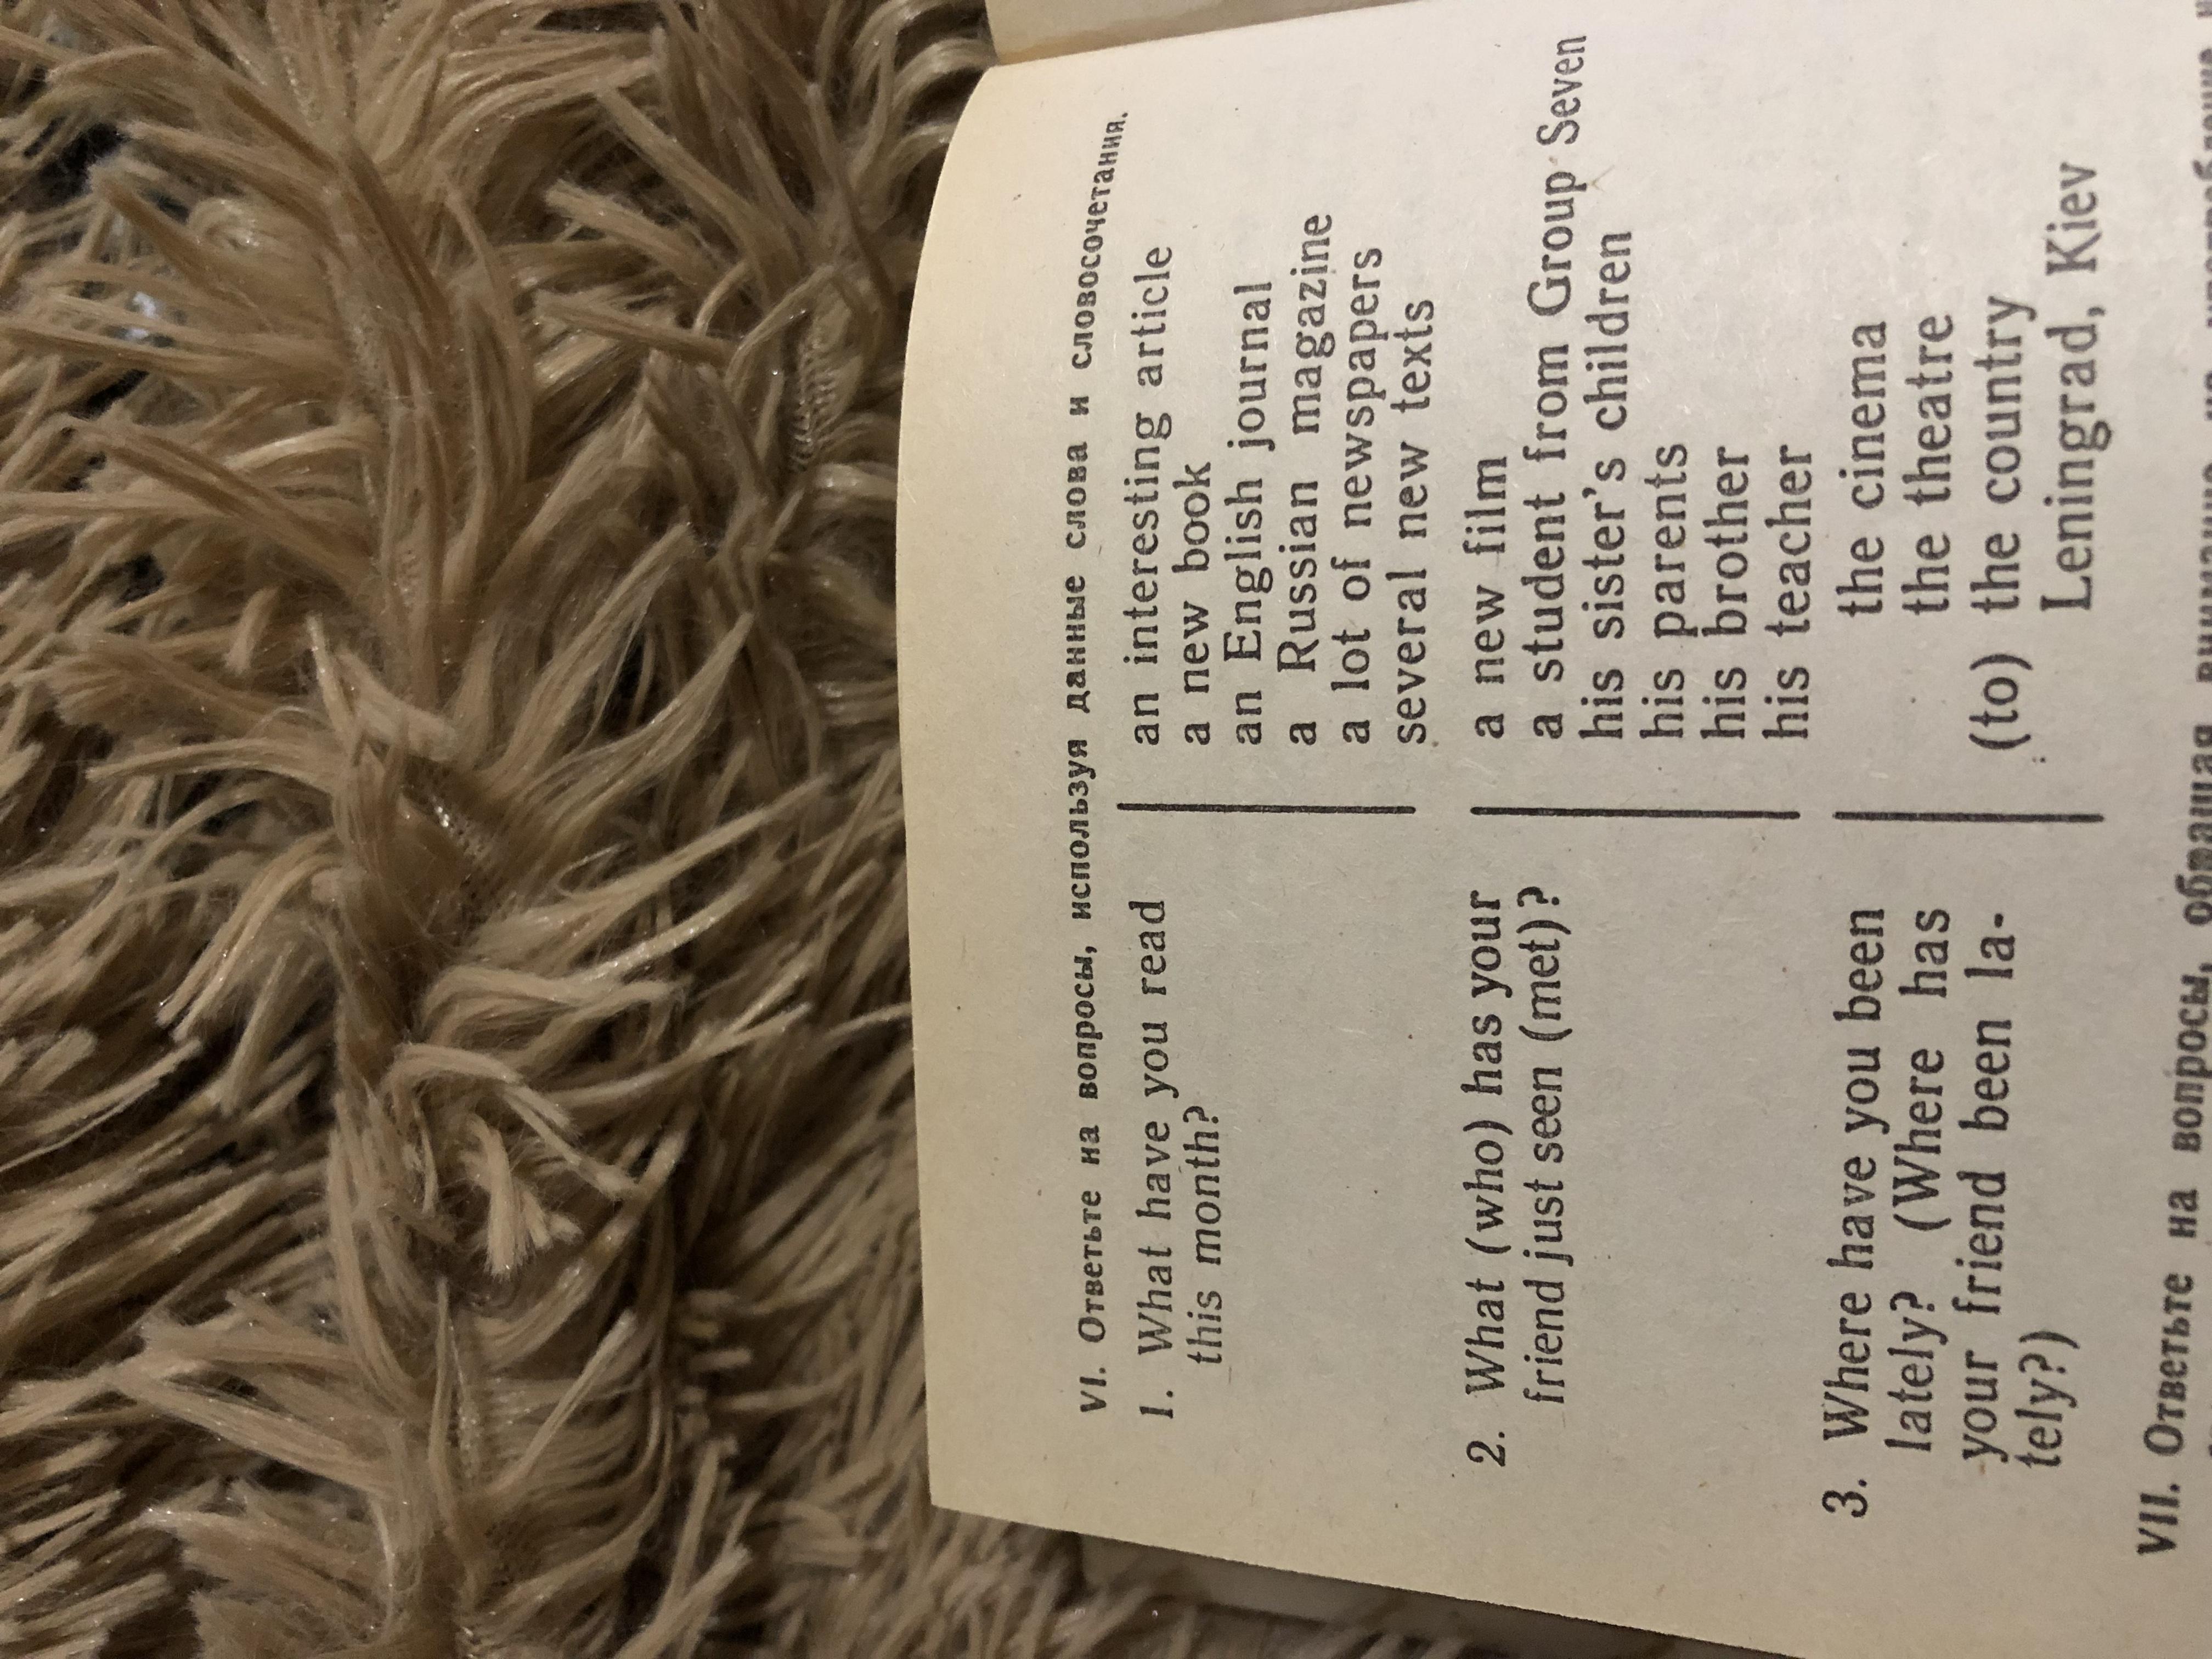 VI. Ответьте на вопросы, используя данные слова и словосочетания.
1. What have you read
this month?
an interesting article
a new book
an English journal
a Russian magazine
a lot of newspapers
several new texts
2. What (who) has your
friend just seen (met)?
a new film
a student from Group Seven
his sister's children
his parents
his brother
his teacher
3. Where have you been
lately? (Where has
your friend been la-
tely?)
the cinema
the theatre
(to) the country
Leningrad, Kiev
VII. Ответьте на вопросы, обращая внимание на